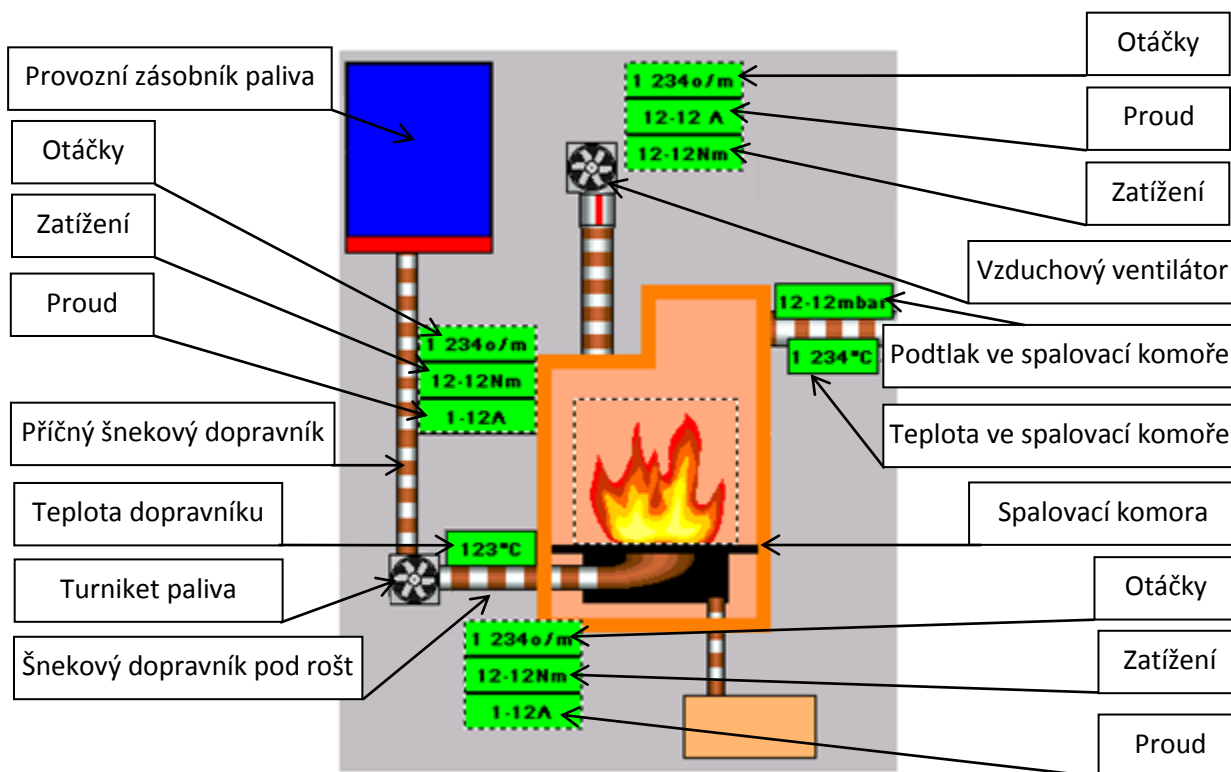 Provozní zásobník paliva
Otáčky
Zatížení
Proud
Příčný šnekový dopravník
Teplota dopravníku
Turniket paliva
Šnekový dopravník pod rošt
1 234o/m
12-12 A
12-12Nm
1 234o/m
12-12Nm
1-12A
12-12mbar
1 234°C
123°C
1 234o/m
12-12Nm
1-12A
Otáčky
Proud
Zatížení
Vzduchový ventilátor
Podtlak ve spalovací komoře
Teplota ve spalovací komoře
Spalovací komora
Otáčky
Zatížení
Proud